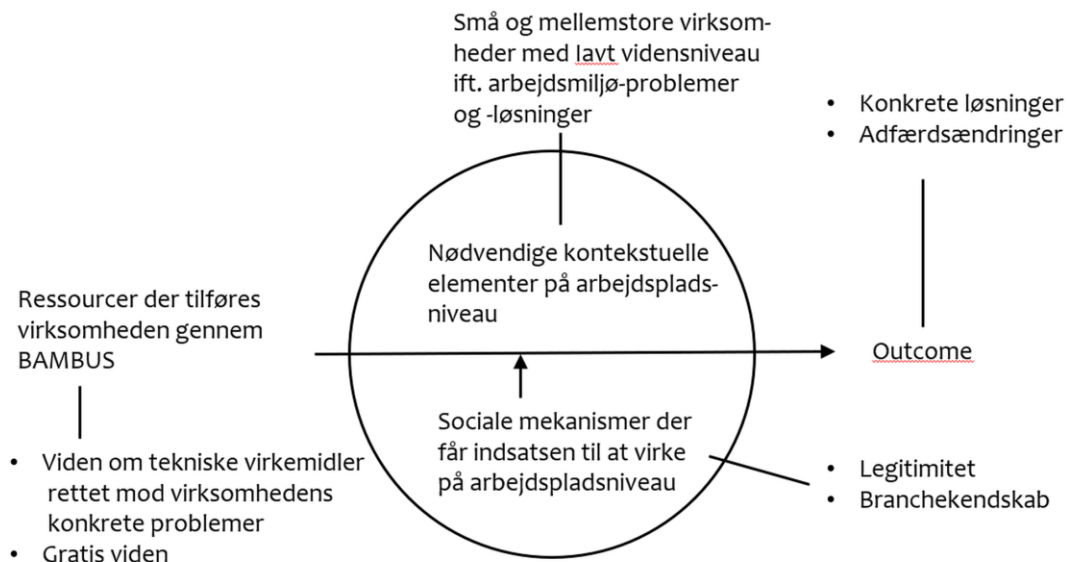 Små og mellemstore virksom-
heder med lavt vidensniveau
ift. arbejdsmiljø-problemer
og -løsninger
• Konkrete løsninger
• Adfærdsændringer
Nødvendige kontekstuelle
elementer på arbejdsplads-
niveau
Ressourcer der tilføres
virksomheden gennem
BAMBUS
Outcome
Sociale mekanismer der
får indsatsen til at virke
på arbejdspladsniveau
• Viden om tekniske virkemidler
rettet mod virksomhedens
konkrete problemer
• Gratis viden
• Legitimitet
• Branchekendskab